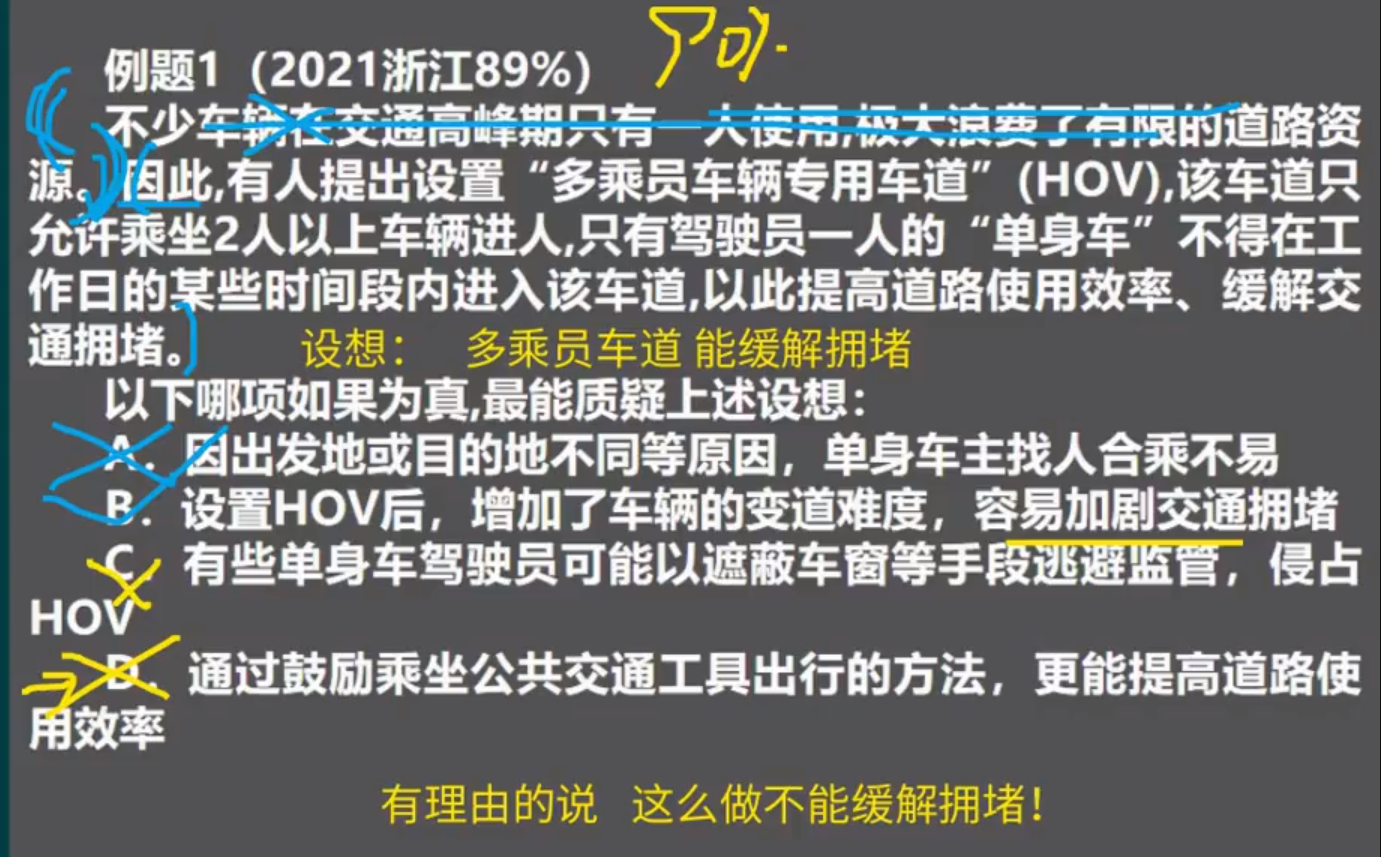 例题1（2021浙江89%）
不少车辆在交通高峰期只有一人使用,极大浪费了有限的道路资
源。因此,有人提出设置“多乘员车辆专用车道”(HOV),该车道只
允许乘坐2人以上车辆进人,只有驾驶员一人的“单身车”不得在工
作日的某些时间段内进入该车道,以此提高道路使用效率、缓解交
通拥堵。
设想： 多乘员车道 能缓解拥堵
以下哪项如果为真,最能质疑上述设想：
A．因出发地或目的地不同等原因，单身车主找人合乘不易
B．设置HOV后，增加了车辆的变道难度，容易加剧交通拥堵
C．有些单身车驾驶员可能以遮蔽车窗等手段逃避监管，侵占
HOV
D．通过鼓励乘坐公共交通工具出行的方法，更能提高道路使
用效率
有理由的说 这么做不能缓解拥堵！